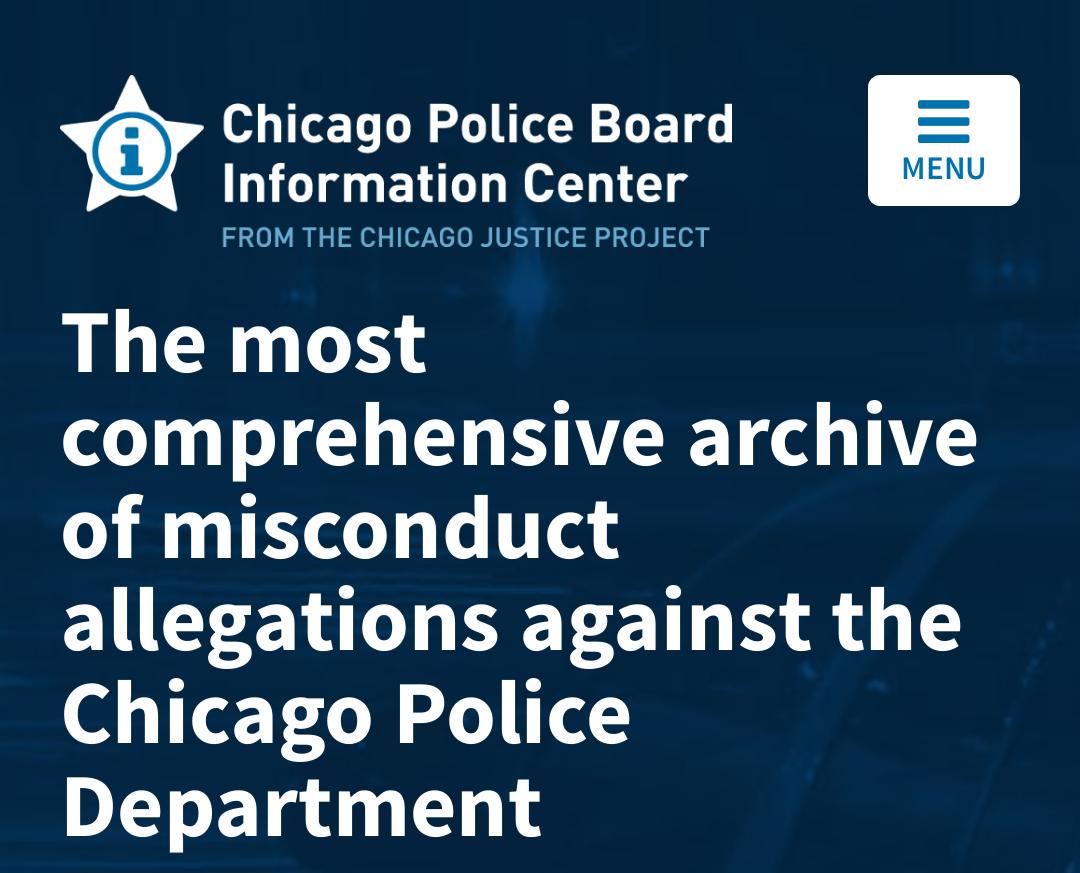 Chicago Police Board
Information Center
FROM THE CHICAGO JUSTICE PROJECT
MENU
The most
comprehensive archive
of misconduct
allegations against the
Chicago Police
Department